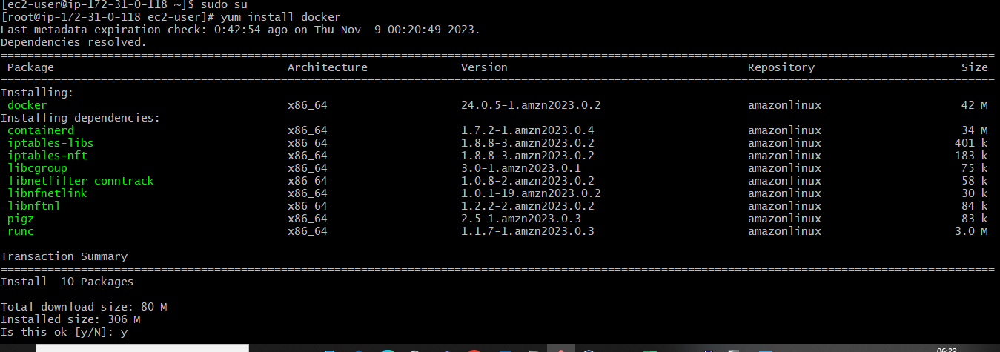 [ec2-user@ip-172-31-0-118 ~]$ sudo su
[root@ip-172-31-0-118 ec2-user]# yum install docker
Last metadata expiration check: 0:42:54 ago on Thu Nov  9 00:20:49 2023.
Dependencies resolved.
================================================================================
Package Architecture Version Repository Size
================================================================================
Installing:
docker x86_64 24.0.5-1.amzn2023.0.2 amazonlinux 42 M
Installing dependencies:
containerd x86_64 1.7.2-1.amzn2023.0.4 amazonlinux 34 M
iptables-libs x86_64 1.8.8-3.amzn2023.0.2 amazonlinux 401 k
iptables-nft x86_64 1.8.8-3.amzn2023.0.2 amazonlinux 183 k
libcgroup x86_64 3.0-1.amzn2023.0.1 amazonlinux 75 k
libnetfilter_conntrack x86_64 1.0.8-2.amzn2023.0.2 amazonlinux 58 k
libnfnetlink x86_64 1.0.1-19.amzn2023.0.2 amazonlinux 30 k
libnftnl x86_64 1.2.2-2.amzn2023.0.2 amazonlinux 84 k
pigz x86_64 2.5-1.amzn2023.0.3 amazonlinux 83 k
runc x86_64 1.1.7-1.amzn2023.0.3 amazonlinux 3.0 M
Transaction Summary
================================================================================
Install  10 Packages
Total download size: 80 M
Installed size: 306 M
Is this ok [y/N]: y
06:22